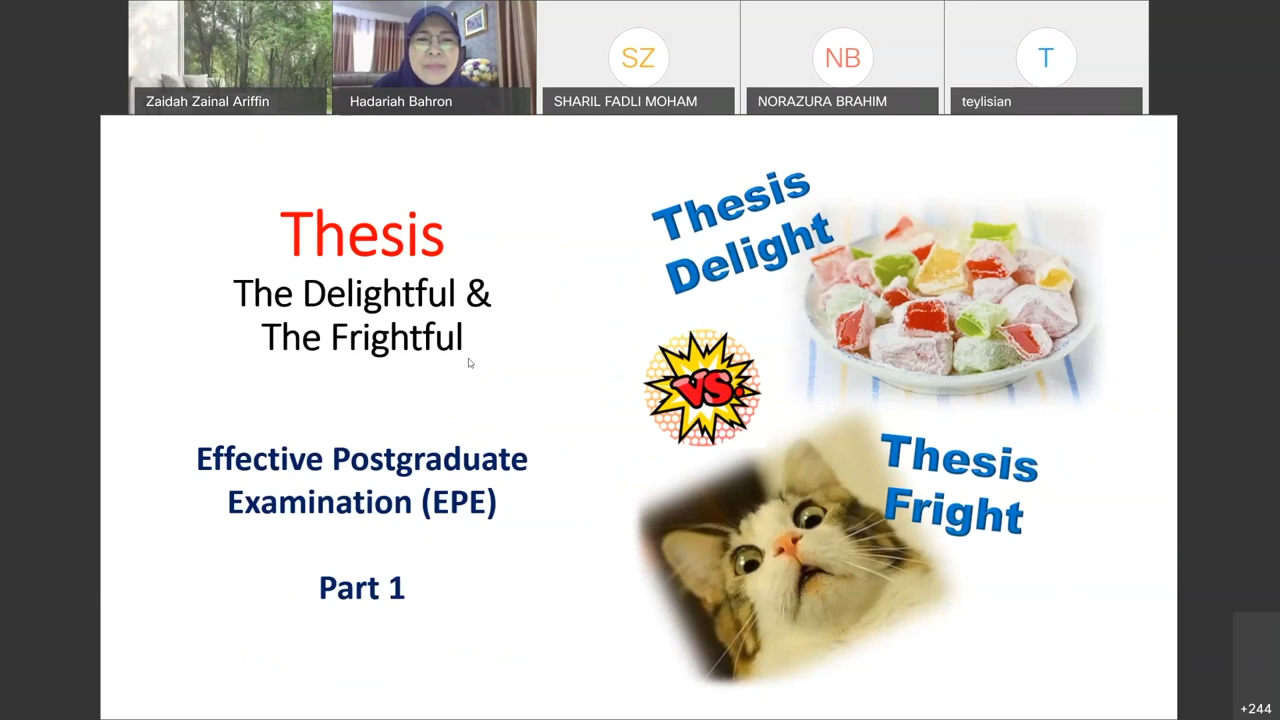 Zaidah Zainal Ariffin
Hadariah Bahron
SZ
SHARIL FADLI MOHAM
NB
NORAZURA BRAHIM
T
teylisian
Thesis
The Delightful &
The Frightful
Effective Postgraduate
Examination (EPE)
Part 1
Thesis
Delight
VS.
Thesis
Fright
+244